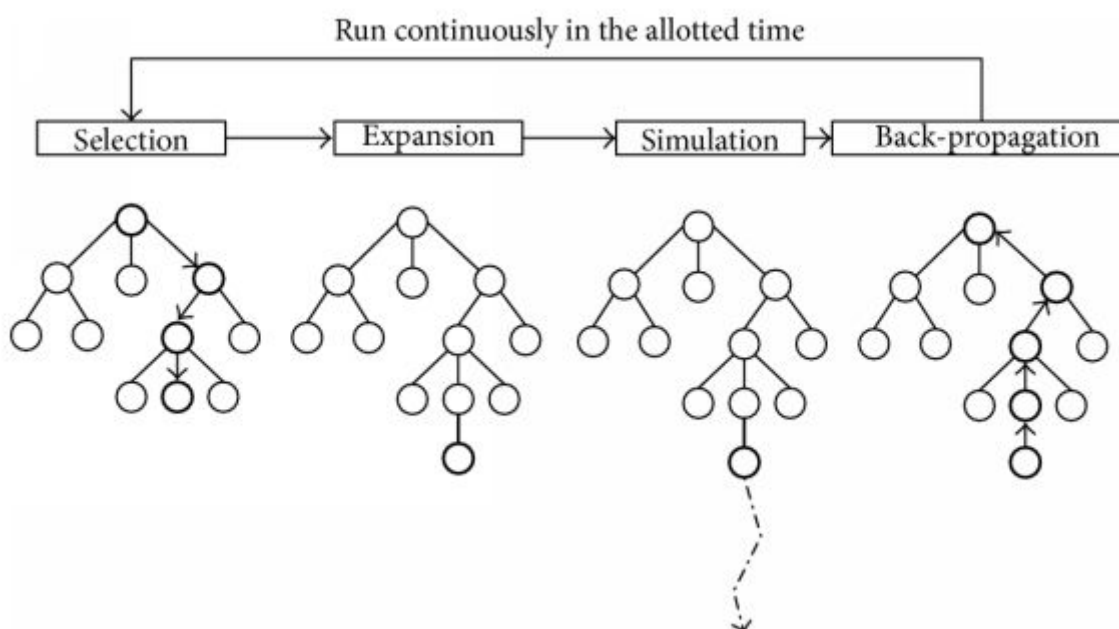 Run continuously in the allotted time
Selection
Expansion
Simulation
Back-propagation